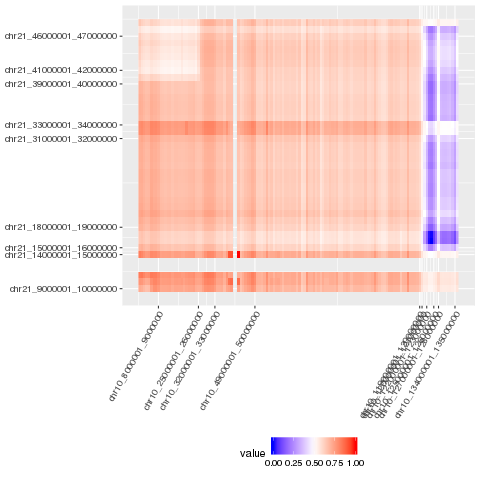 chr21_46000001_47000000
chr21_41000001_42000000
chr21_39000001_40000000
chr21_33000001_34000000
chr21_31000001_32000000
chr21_18000001_19000000
chr21_15000001_16000000
chr21_14000001_15000000
chr21_9000001_10000000
chr10_8000001_9000000
chr10_25000001_26000000
chr10_32000001_33000000
chr10_49000001_50000000
chr10_134000001_135000000
value
0.00 0.25 0.50 0.75 1.00